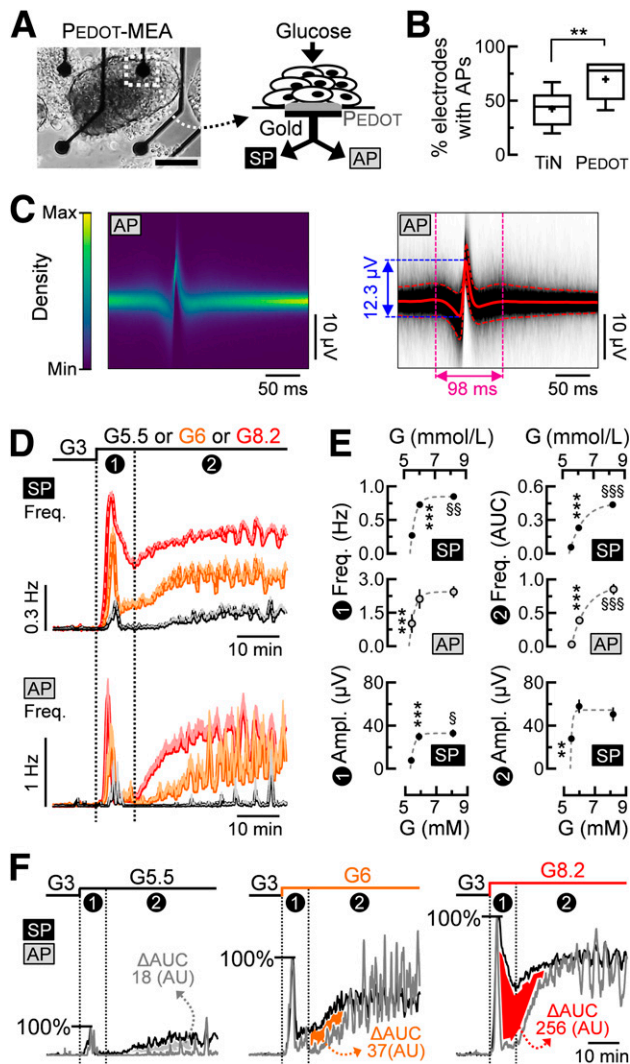 A
PEDOT-MEA
Glucose
PEDOT
Gold
SP
AP
B
**
% electrodes
with APs
100
50
0
TiN
PEDOT
C
Max
Density
Min
AP
10 µV
50 ms
AP
12.3 µV
98 ms
10 µV
50 ms
D
G3
G5.5 or G6 or G8.2
1
2
SP
Freq.
0.3 Hz
10 min
AP
Freq.
1 Hz
10 min
E
G (mmol/L)
5 7 9
1 Freq. (Hz)
1.0
0.5
0.0
***
§§
SP
3.0
1.5
0.0
***
AP
1 Ampl. (µV)
80
40
0
***
§
SP
5 7 9
G (mM)
G (mmol/L)
5 7 9
2 Freq. (AUC)
0.6
0.3
0.0
***
§§§
SP
1.0
0.5
0.0
***
§§§
AP
2 Ampl. (µV)
80
40
0
**
SP
5 7 9
G (mM)
F
G3
G5.5
1
2
SP
AP
100%
ΔAUC
18 (AU)
G3
G6
1
2
100%
ΔAUC
37(AU)
G3
G8.2
1
2
100%
ΔAUC
256 (AU)
10 min